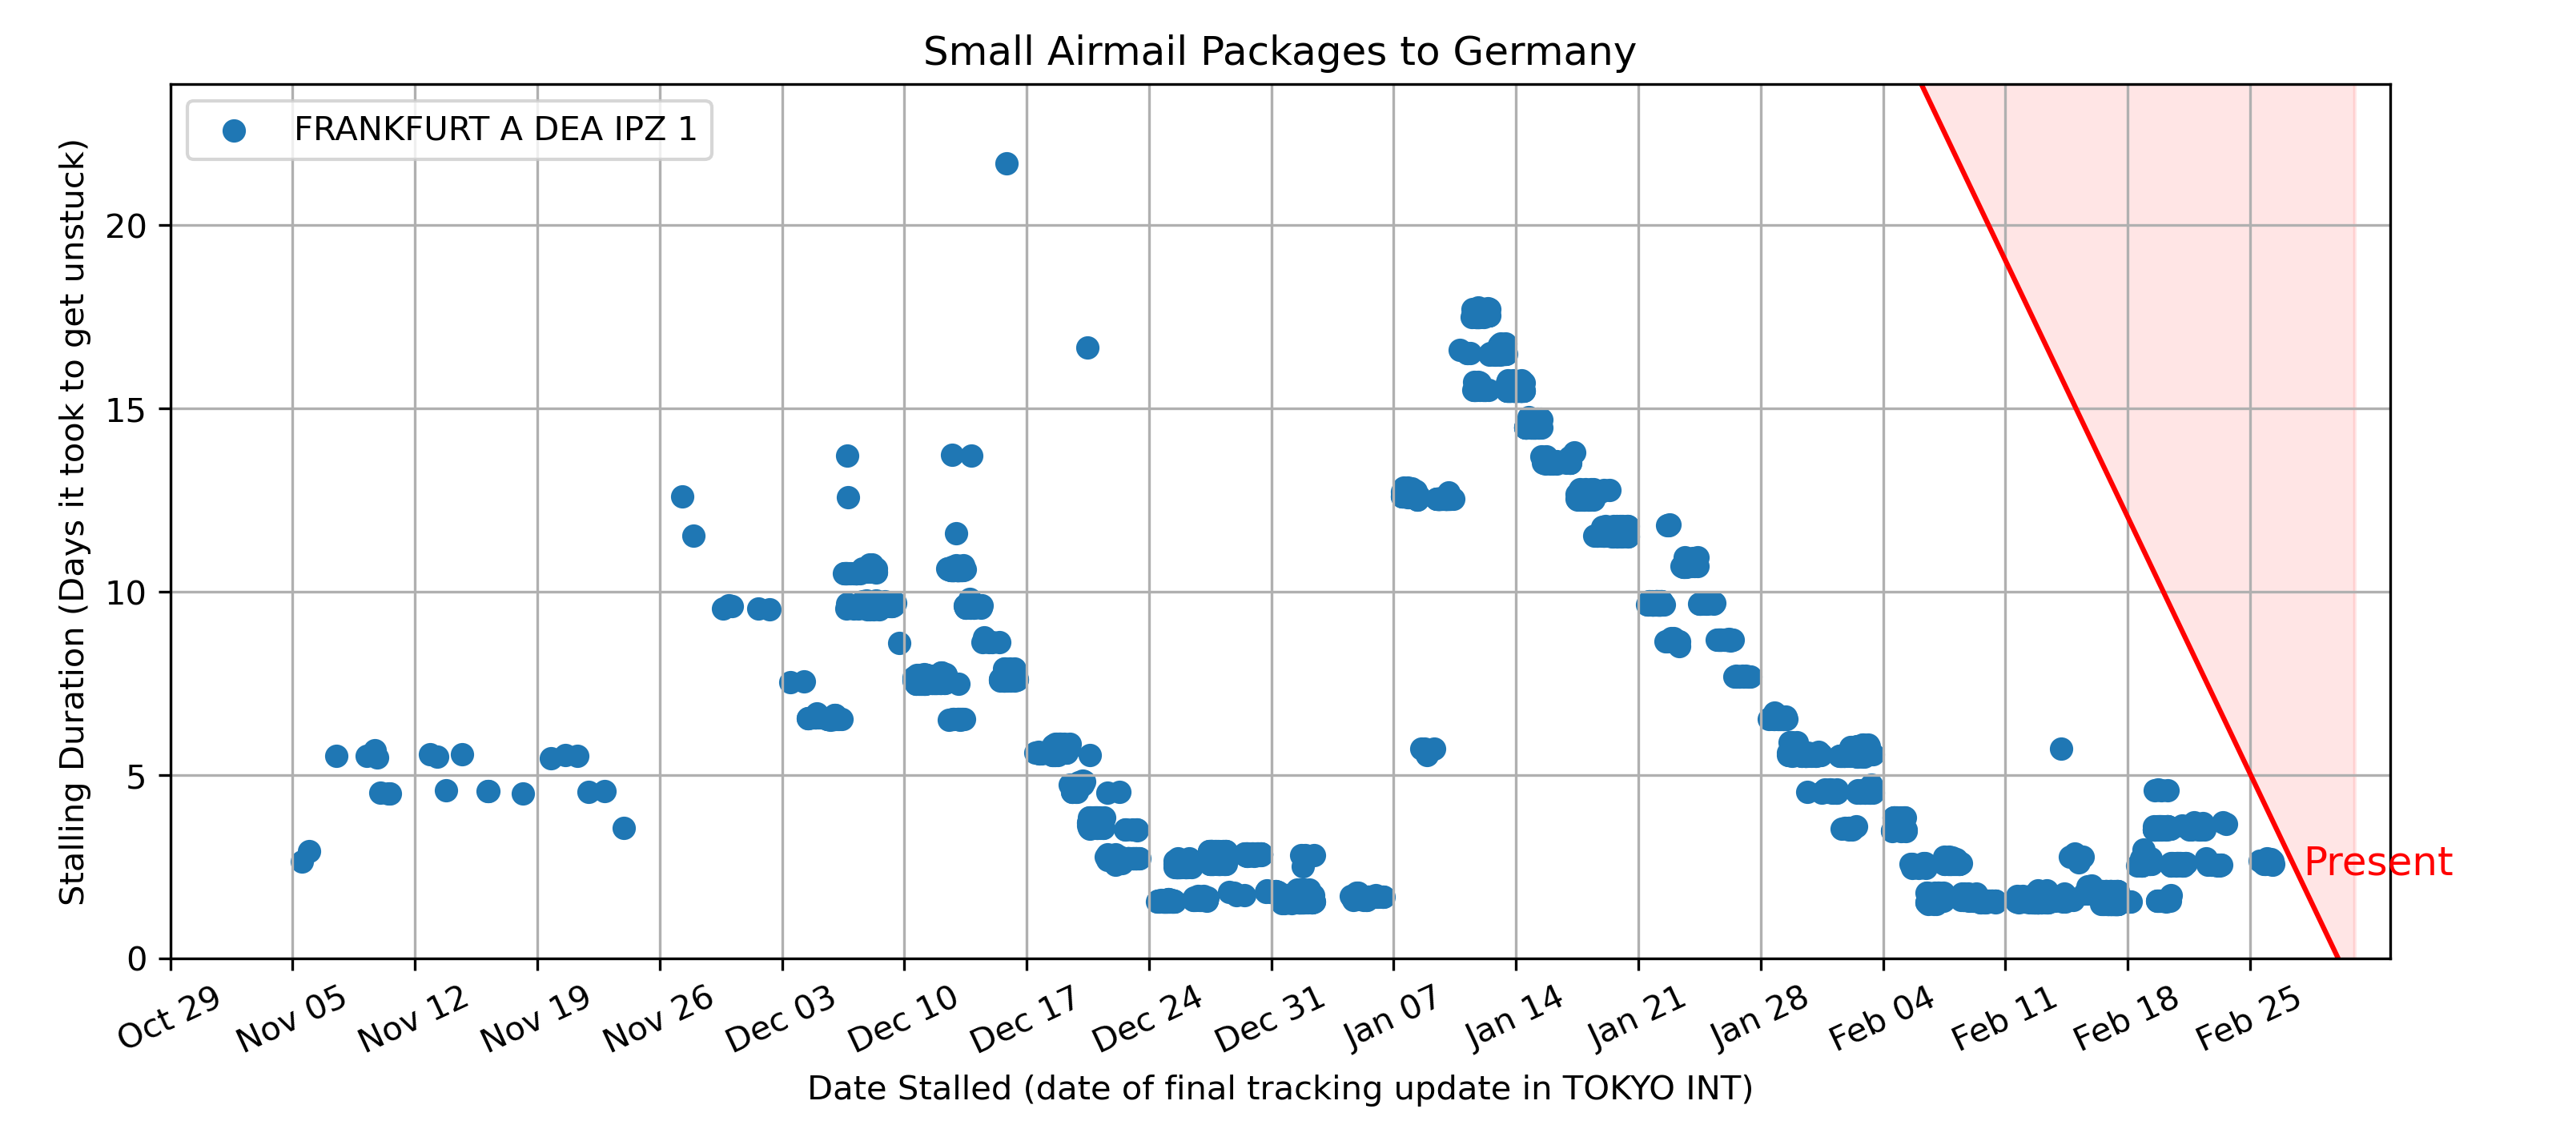 Small Airmail Packages to Germany
FRANKFURT A DEA IPZ 1
Stalling Duration (Days it took to get unstuck)
20
15
10
5
0
Present
Oct 29
Nov 05
Nov 12
Nov 19
Nov 26
Dec 03
Dec 10
Dec 17
Dec 24
Dec 31
Jan 07
Jan 14
Jan 21
Jan 28
Feb 04
Feb 11
Feb 18
Feb 25
Date Stalled (date of final tracking update in TOKYO INT)